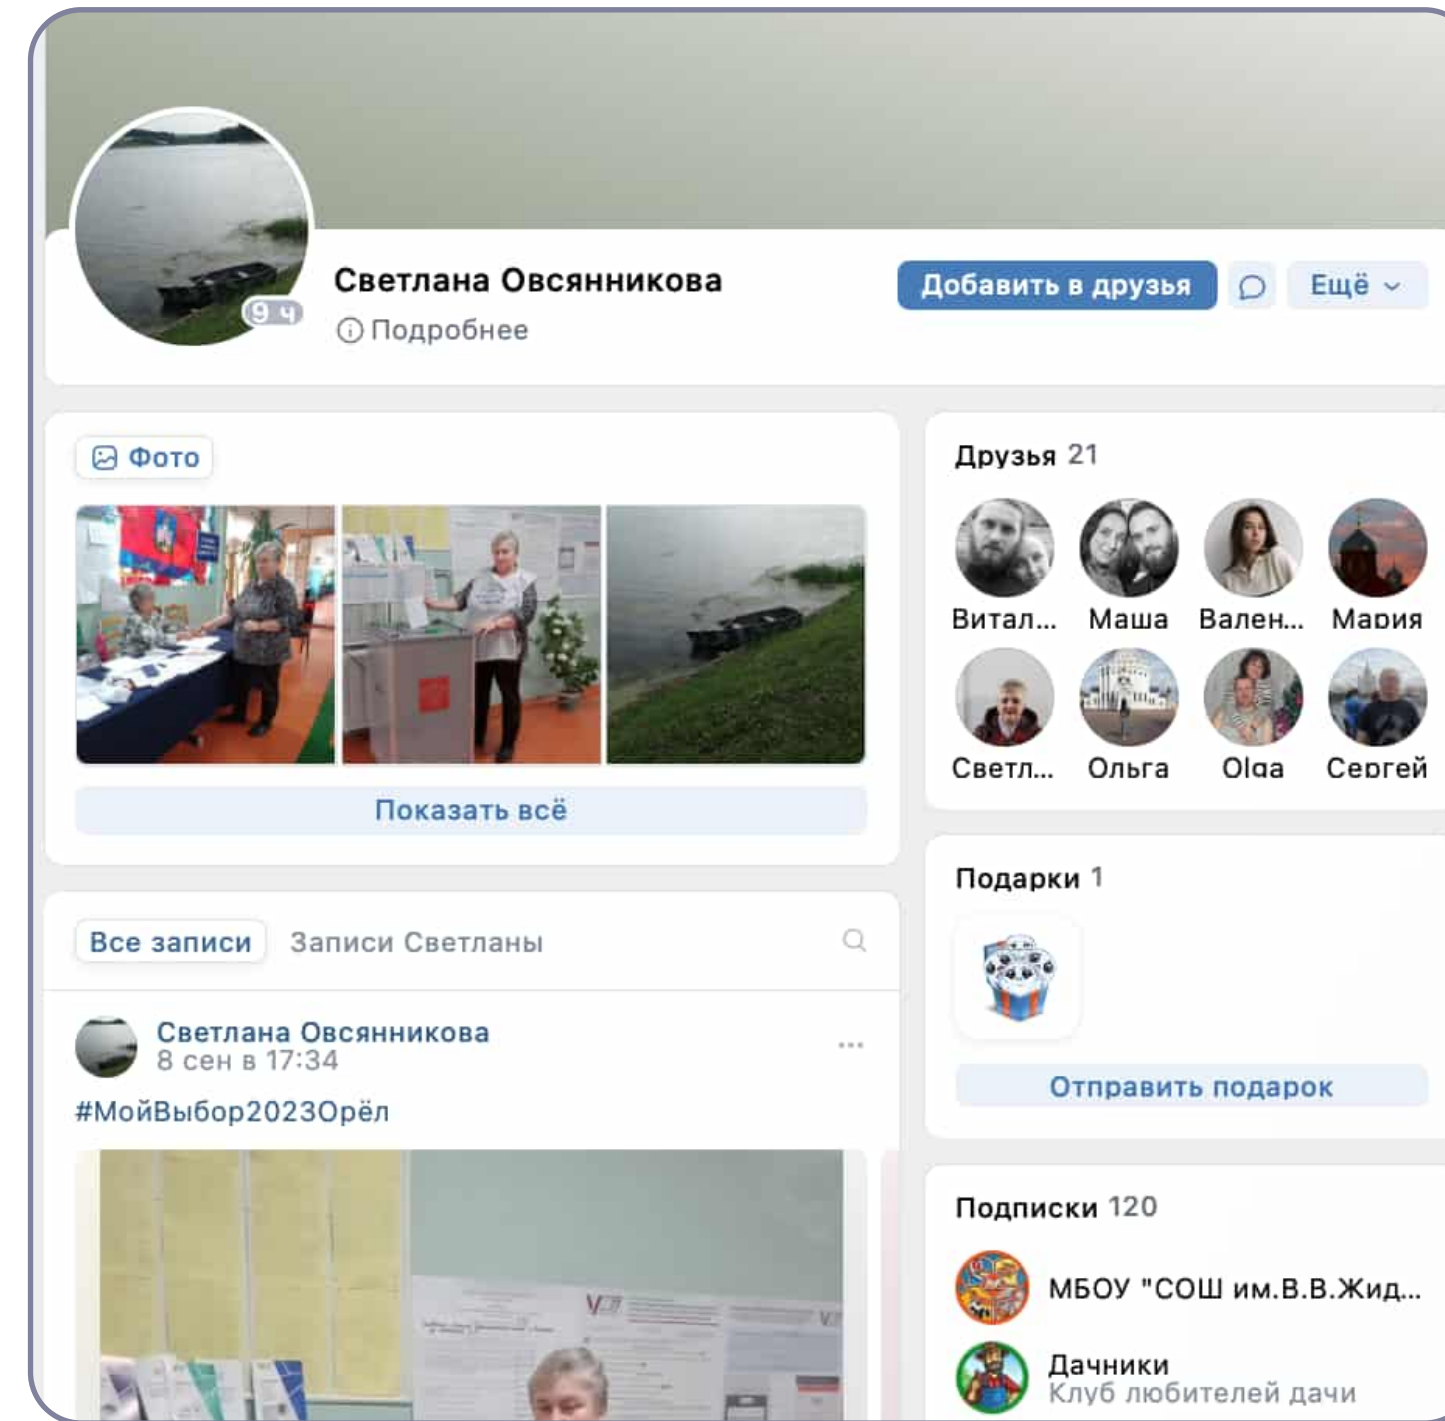 9 ч
Светлана Овсянникова
Подробнее
Добавить в друзья
Ещё
Фото
Показать всё
Друзья 21
Витал...
Маша
Вален...
Мария
Светл...
Ольга
Olga
Сергей
Подарки 1
Отправить подарок
Все записи
Записи Светланы
Светлана Овсянникова
8 сен в 17:34
#МойВыбор2023Орёл
Подписки 120
МБОУ "СОШ им.В.В.Жид...
Дачники
Клуб любителей дачи